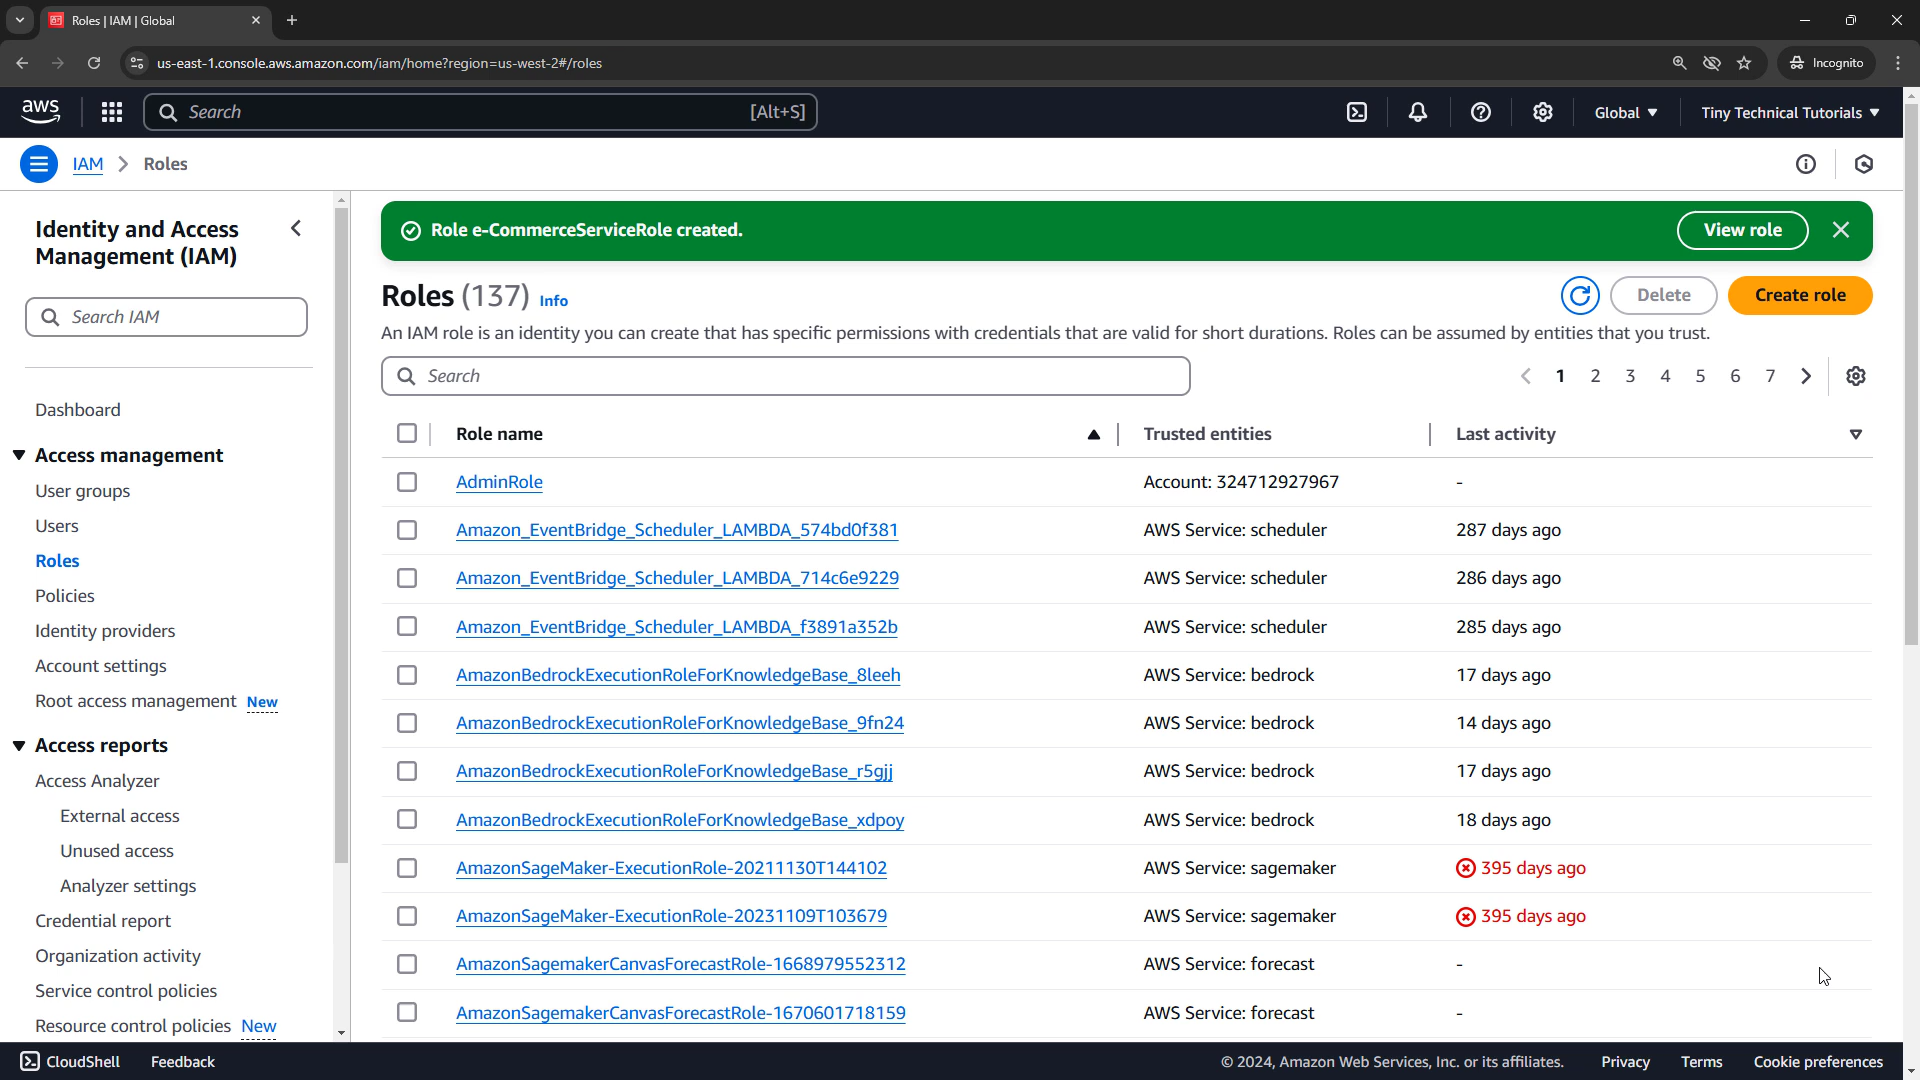 Roles | IAM | Global
us-east-1.console.aws.amazon.com/iam/home?region=us-west-2#/roles
Incognito
aws
Search
[Alt+S]
Global
Tiny Technical Tutorials
IAM
Roles
Identity and Access
Management (IAM)
Search IAM
Dashboard
Access management
User groups
Users
Roles
Policies
Identity providers
Account settings
Root access management New
Access reports
Access Analyzer
External access
Unused access
Analyzer settings
Credential report
Organization activity
Service control policies
Resource control policies New
Role e-CommerceServiceRole created.
View role
Roles (137) Info
Delete
Create role
An IAM role is an identity you can create that has specific permissions with credentials that are valid for short durations. Roles can be assumed by entities that you trust.
Search
1 2 3 4 5 6 7
Role name Trusted entities Last activity
AdminRole Account: 324712927967 -
Amazon_EventBridge_Scheduler_LAMBDA_574bd0f381 AWS Service: scheduler 287 days ago
Amazon_EventBridge_Scheduler_LAMBDA_714c6e9229 AWS Service: scheduler 286 days ago
Amazon_EventBridge_Scheduler_LAMBDA_f3891a352b AWS Service: scheduler 285 days ago
AmazonBedrockExecutionRoleForKnowledgeBase_8leeh AWS Service: bedrock 17 days ago
AmazonBedrockExecutionRoleForKnowledgeBase_9fn24 AWS Service: bedrock 14 days ago
AmazonBedrockExecutionRoleForKnowledgeBase_r5gjj AWS Service: bedrock 17 days ago
AmazonBedrockExecutionRoleForKnowledgeBase_xdpoy AWS Service: bedrock 18 days ago
AmazonSageMaker-ExecutionRole-20211130T144102 AWS Service: sagemaker 395 days ago
AmazonSageMaker-ExecutionRole-20231109T103679 AWS Service: sagemaker 395 days ago
AmazonSagemakerCanvasForecastRole-1668979552312 AWS Service: forecast -
AmazonSagemakerCanvasForecastRole-1670601718159 AWS Service: forecast -
CloudShell
Feedback
© 2024, Amazon Web Services, Inc. or its affiliates.
Privacy
Terms
Cookie preferences